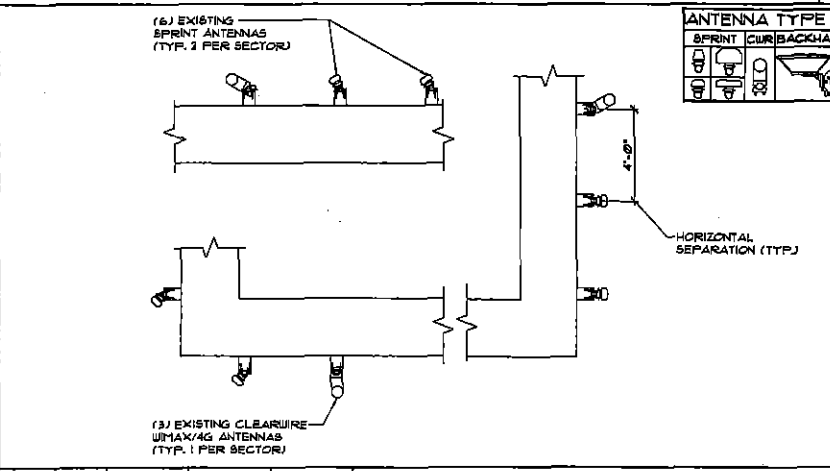 (6) EXISTING
SPRINT ANTENNAS
(TYP. 2 PER SECTOR)
ANTENNA TYPE
SPRINT CWR BACKHA
4'-0"
HORIZONTAL
SEPARATION (TYP.)
(3) EXISTING CLEARWIRE
WIMAX/4G ANTENNAS
(TYP. 1 PER SECTOR)